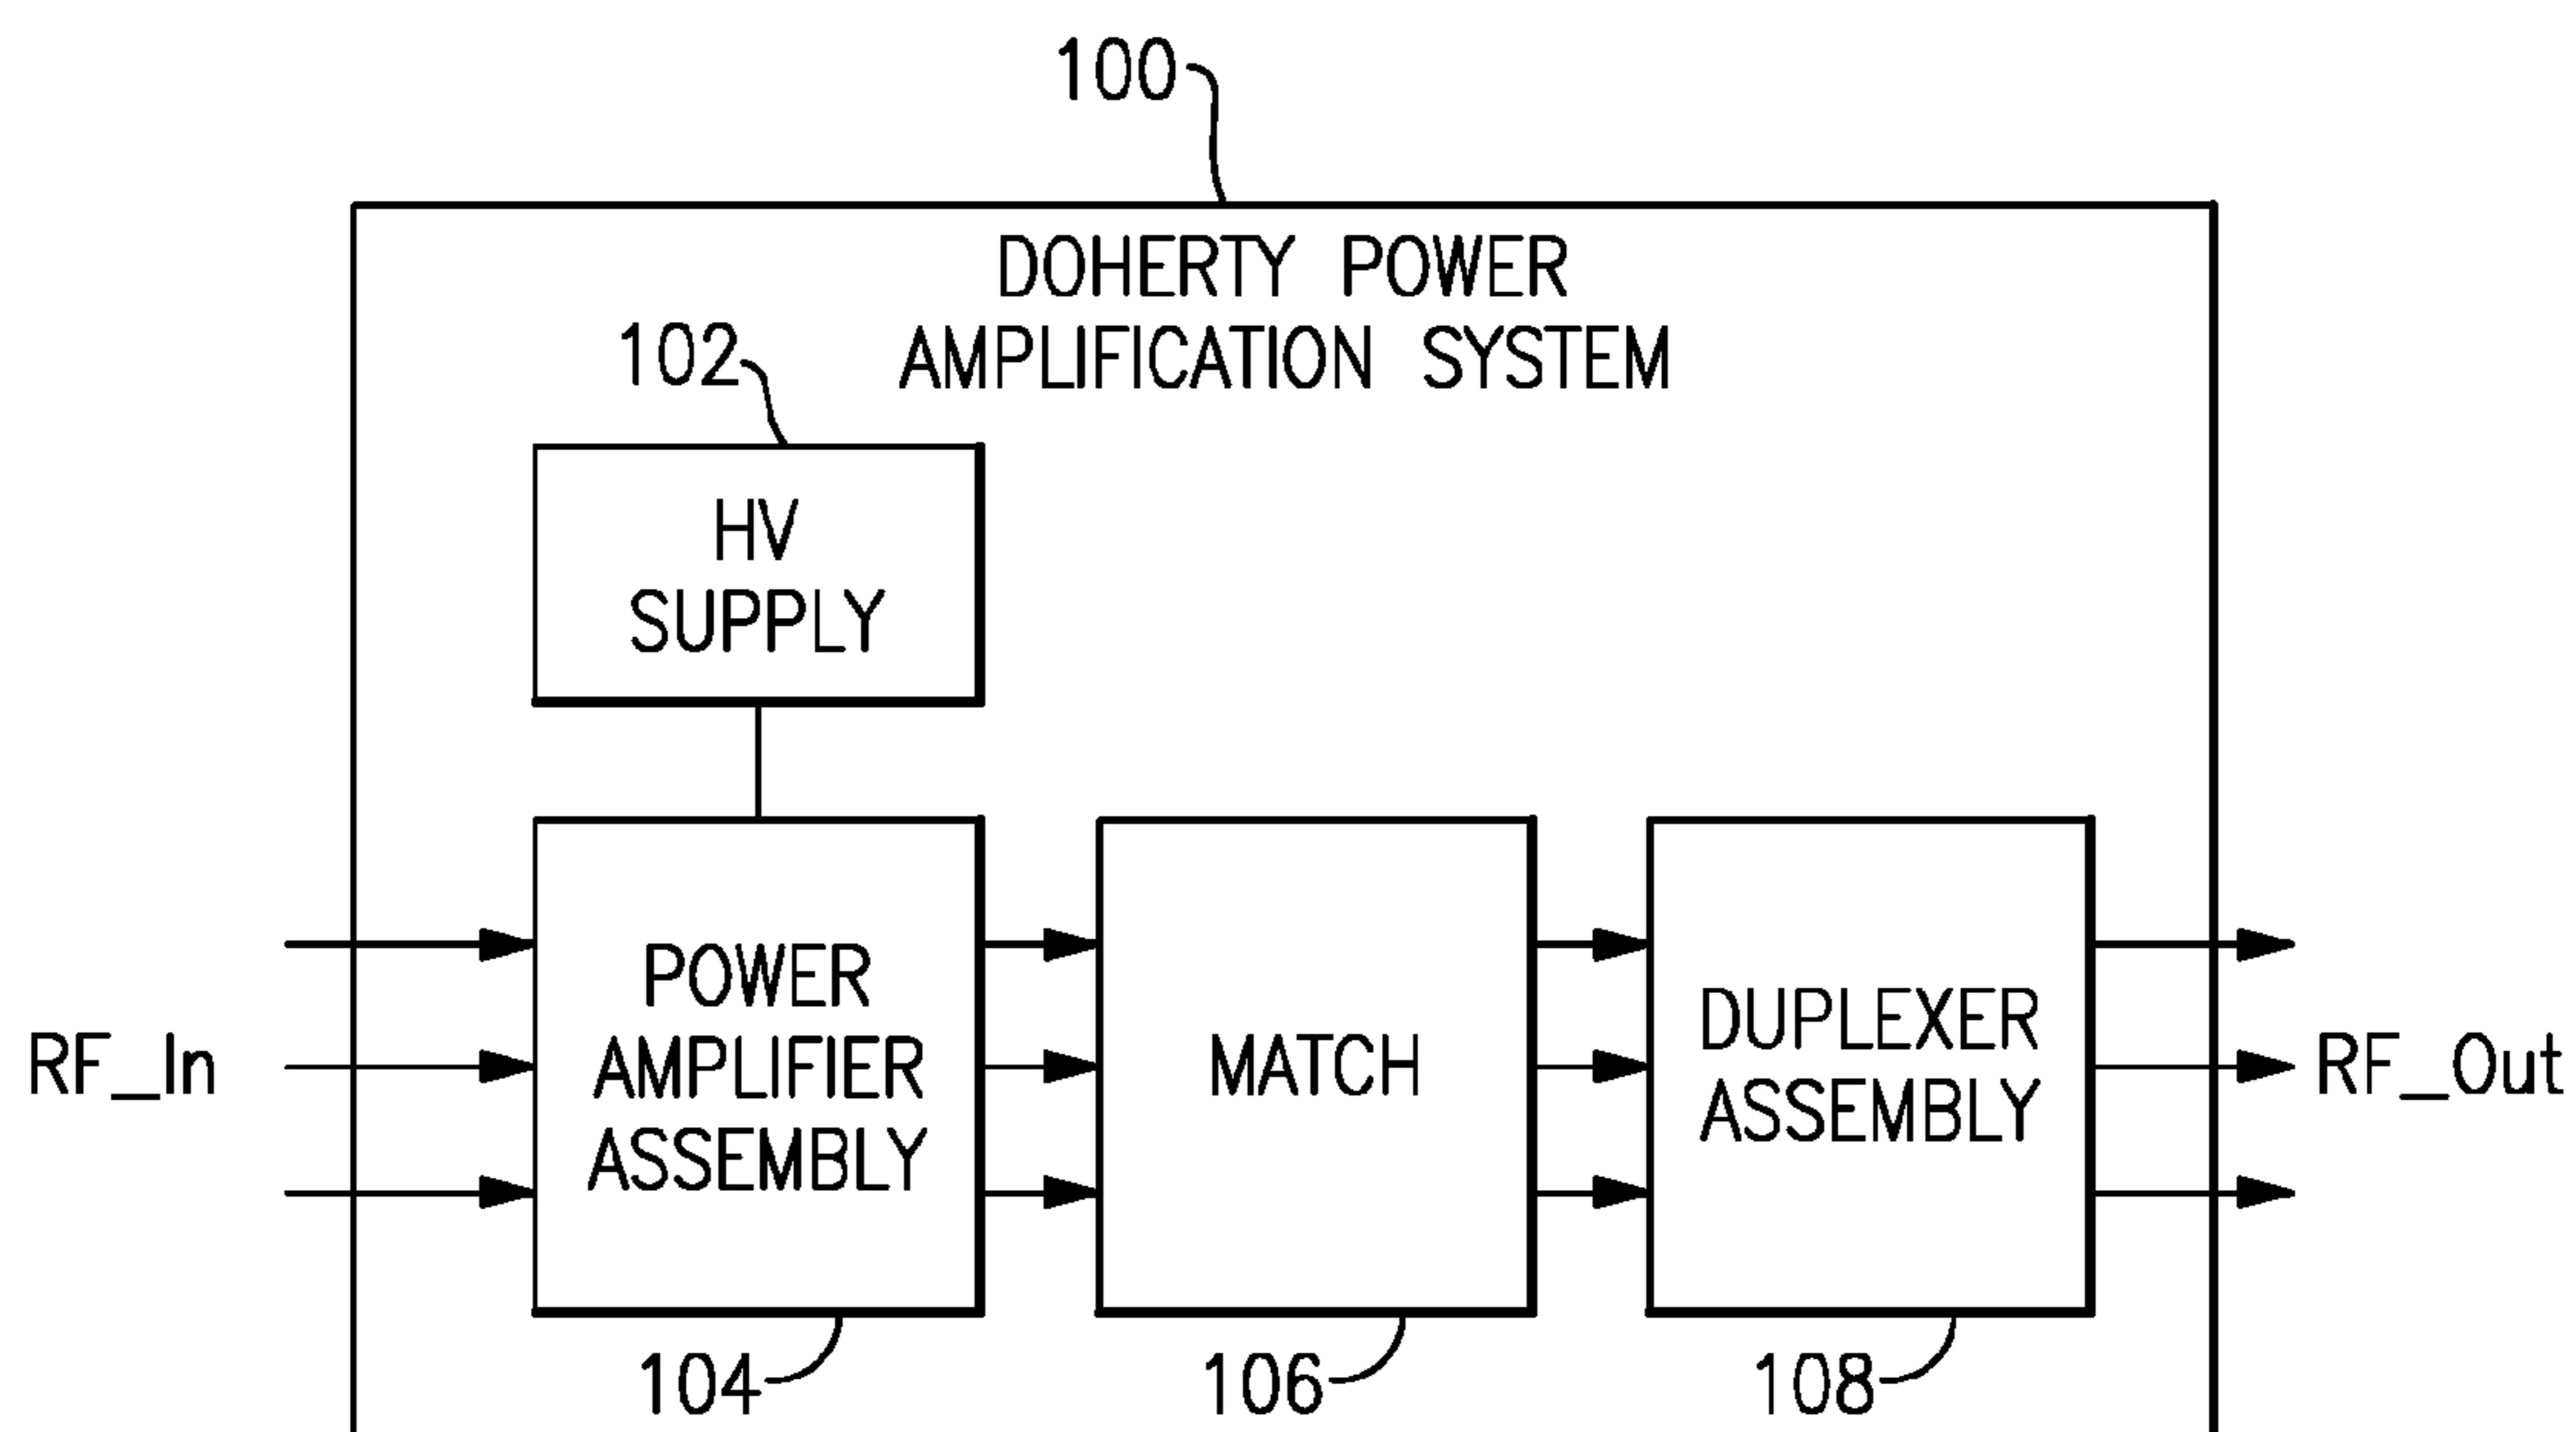 100
DOHERTY POWER
AMPLIFICATION SYSTEM
102
HV
SUPPLY
RF_In
POWER
AMPLIFIER
ASSEMBLY
MATCH
DUPLEXER
ASSEMBLY
RF_Out
104
106
108